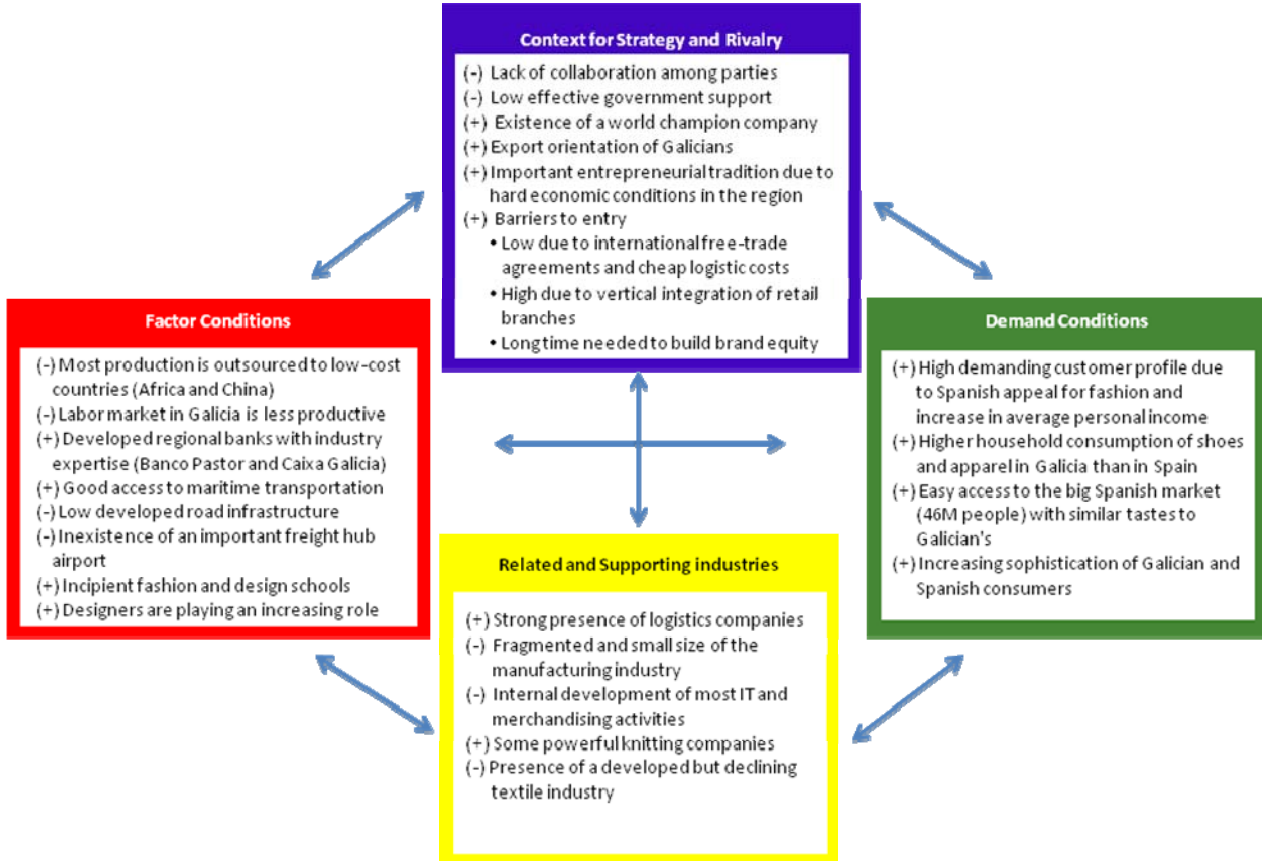 Context for Strategy and Rivalry
(-) Lack of collaboration among parties
(-) Low effective government support
(+) Existence of a world champion company
(+) Export orientation of Galicians
(+) Important entrepreneurial tradition due to
hard economic conditions in the region
(+) Barriers to entry
• Low due to international free-trade
agreements and cheap logistic costs
• High due to vertical integration of retail
branches
• Long time needed to build brand equity
Factor Conditions
(-) Most production is outsourced to low-cost
countries (Africa and China)
(-) Labor market in Galicia is less productive
(+) Developed regional banks with industry
expertise (Banco Pastor and Caixa Galicia)
(+) Good access to maritime transportation
(-) Low developed road infrastructure
(-) Inexistence of an important freight hub
airport
(+) Incipient fashion and design schools
(+) Designers are playing an increasing role
Demand Conditions
(+) High demanding customer profile due
to Spanish appeal for fashion and
increase in average personal income
(+) Higher household consumption of shoes
and apparel in Galicia than in Spain
(+) Easy access to the big Spanish market
(46M people) with similar tastes to
Galician's
(+) Increasing sophistication of Galician and
Spanish consumers
Related and Supporting industries
(+) Strong presence of logistics companies
(-) Fragmented and small size of the
manufacturing industry
(-) Internal development of most IT and
merchandising activities
(+) Some powerful knitting companies
(-) Presence of a developed but declining
textile industry